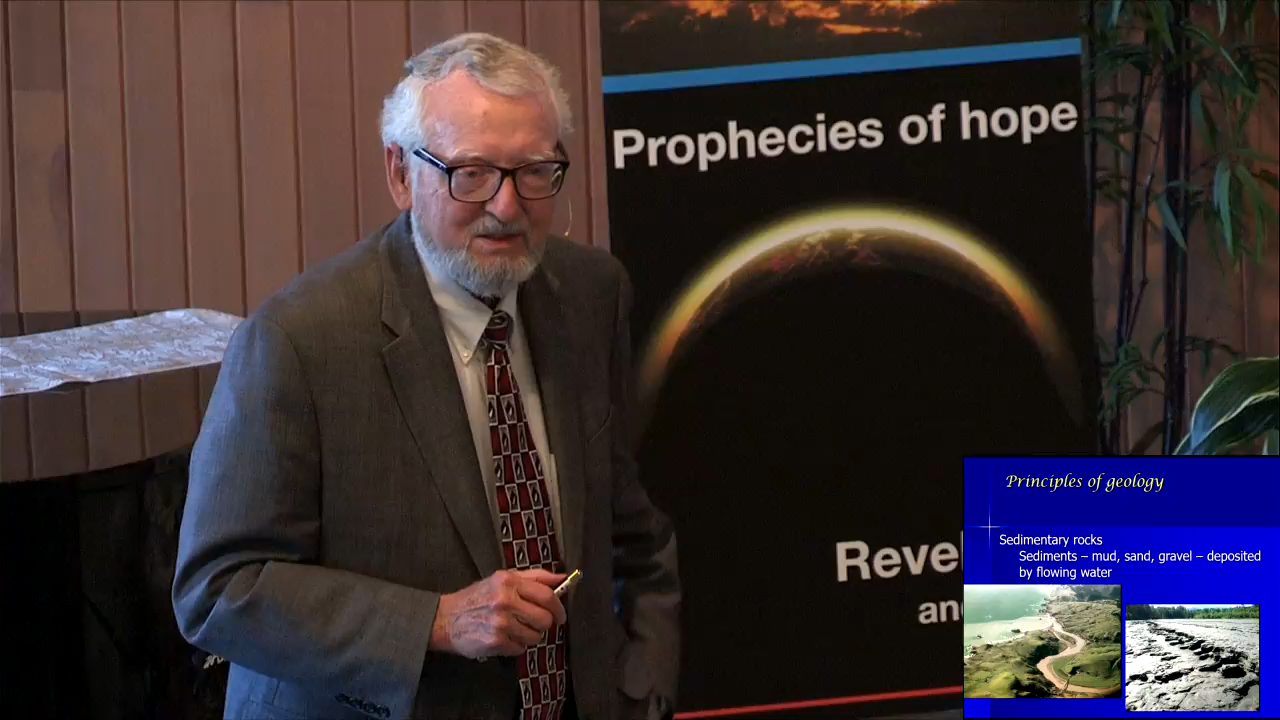 Prophecies of hope
Principles of geology
Sedimentary rocks
Sediments – mud, sand, gravel – deposited
by flowing water